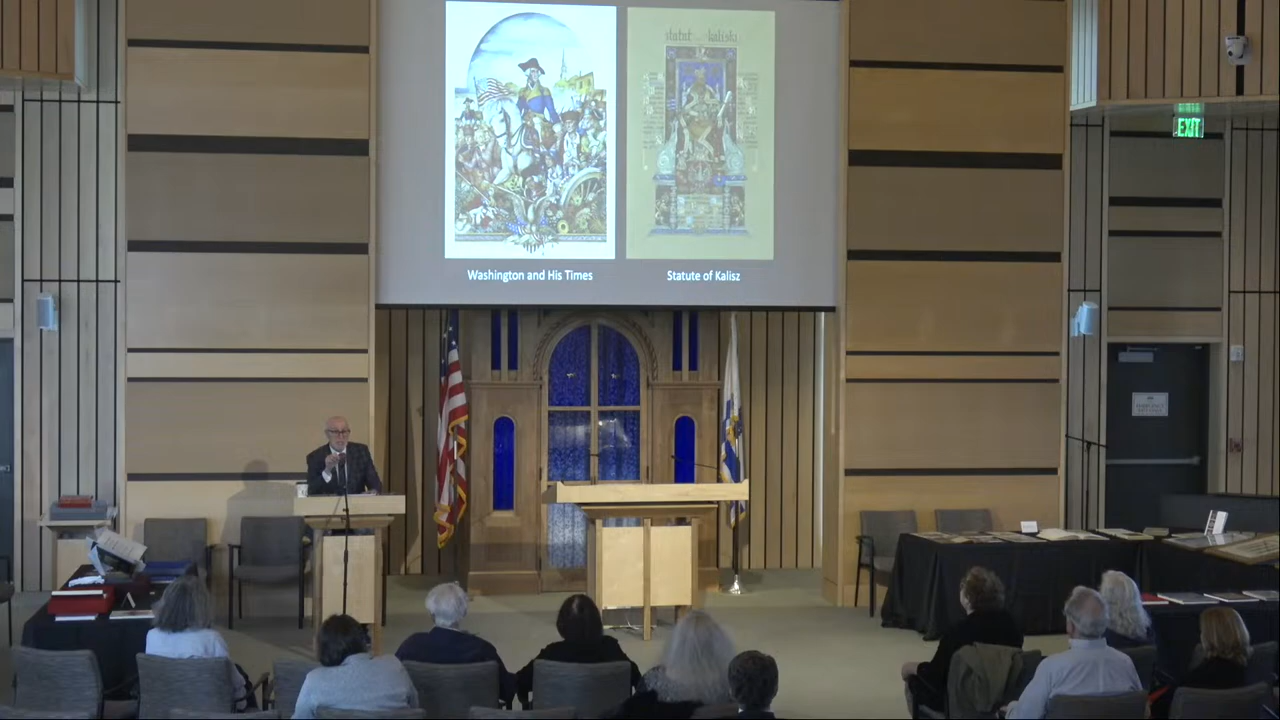 statut kaliski
EXIT
Washington and His Times
Statute of Kalisz